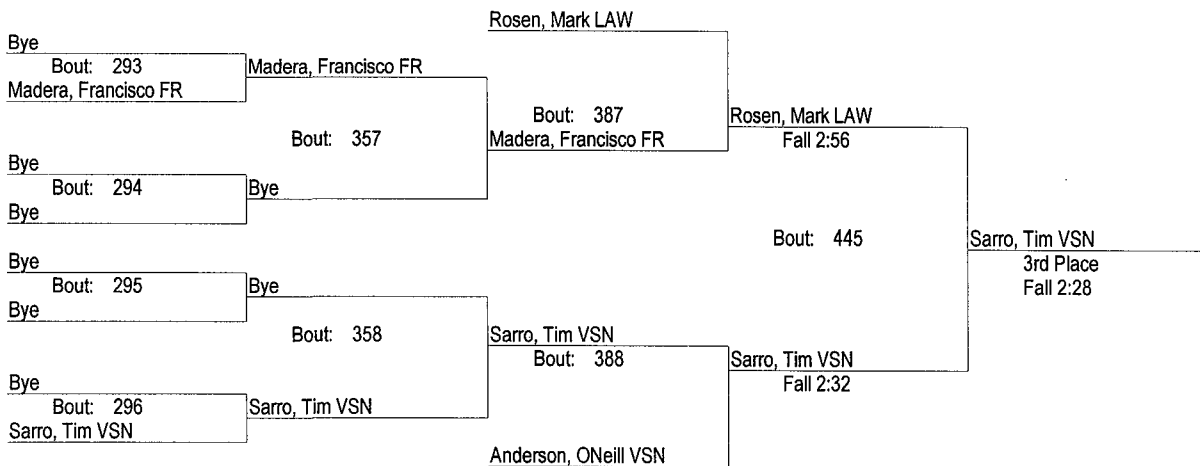 Rosen, Mark LAW
Bye
Bout: 293
Madera, Francisco FR
Madera, Francisco FR
Bout: 387
Rosen, Mark LAW
Bout: 357
Madera, Francisco FR
Fall 2:56
Bye
Bout: 294
Bye
Bye
Bout: 445
Sarro, Tim VSN
3rd Place
Fall 2:28
Bye
Bout: 295
Bye
Bye
Bout: 358
Sarro, Tim VSN
Bout: 388
Sarro, Tim VSN
Fall 2:32
Bye
Bout: 296
Sarro, Tim VSN
Sarro, Tim VSN
Anderson, ONeill VSN